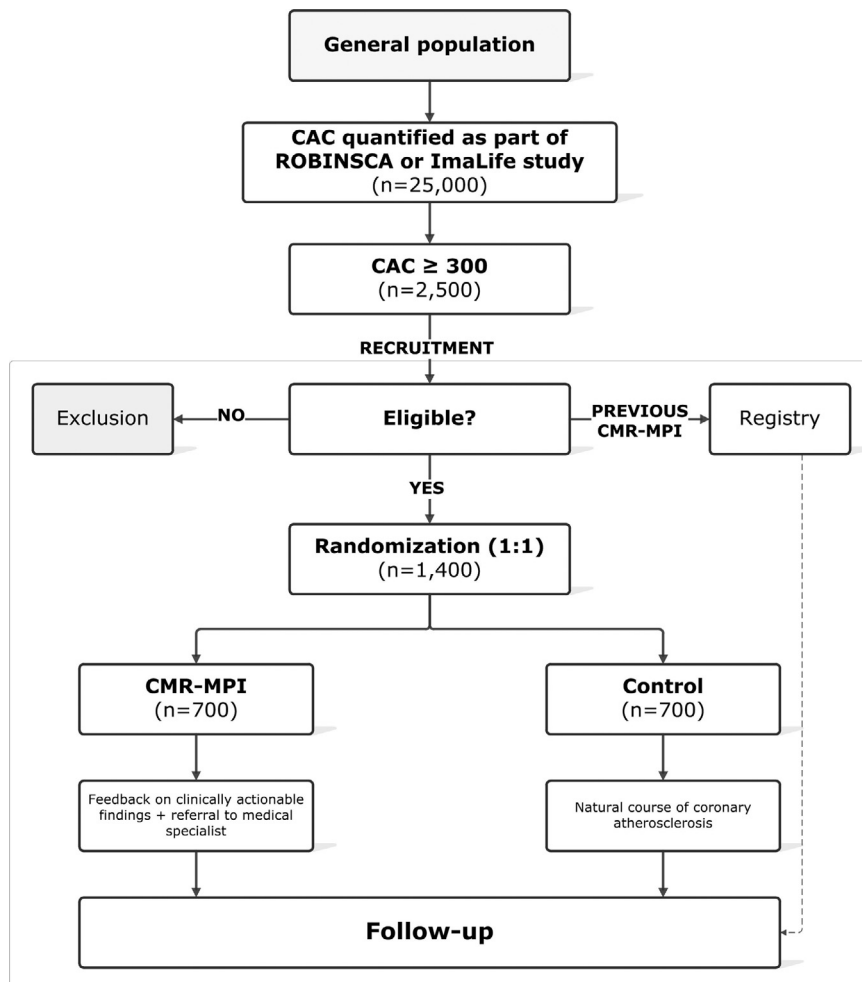 General population
CAC quantified as part of
ROBINSCA or ImaLife study
(n=25,000)
CAC ≥ 300
(n=2,500)
RECRUITMENT
Exclusion
NO
Eligible?
PREVIOUS
CMR-MPI
Registry
YES
Randomization (1:1)
(n=1,400)
CMR-MPI
(n=700)
Control
(n=700)
Feedback on clinically actionable
findings + referral to medical
specialist
Natural course of coronary
atherosclerosis
Follow-up